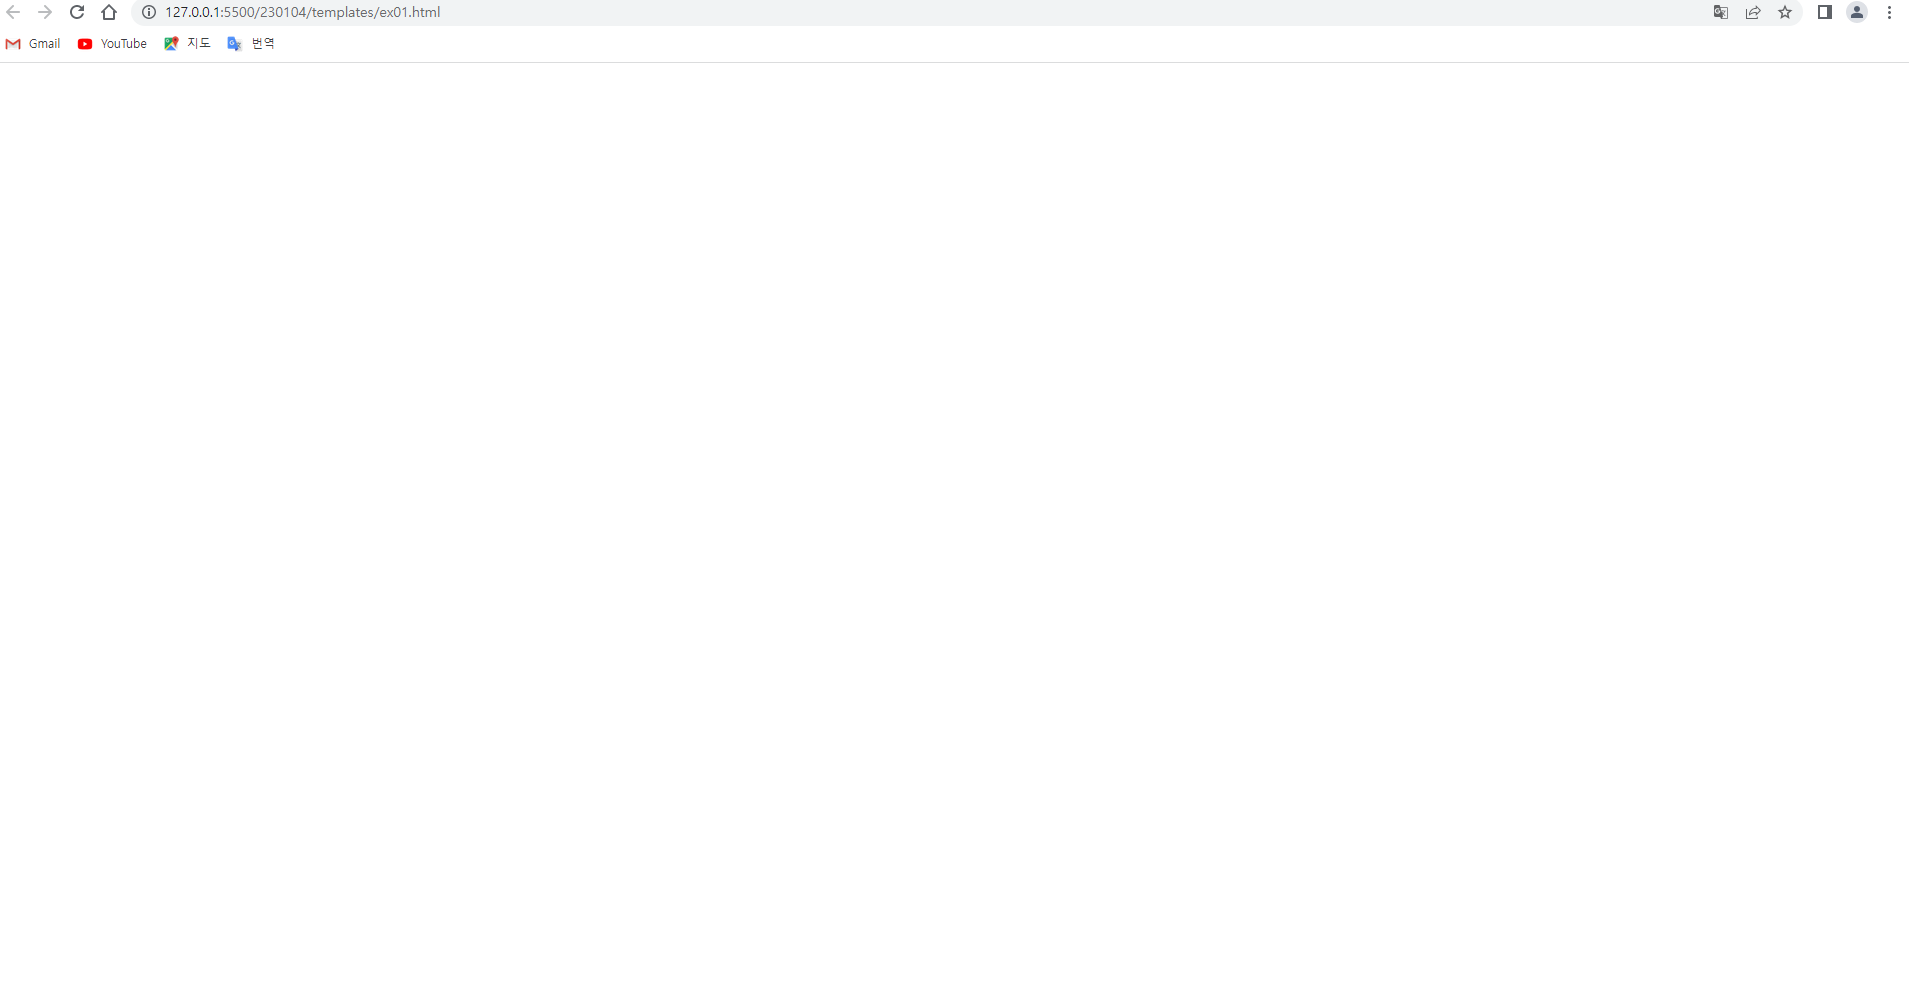 127.0.0.1:5500/230104/templates/ex01.html
Gmail YouTube 지도 번역